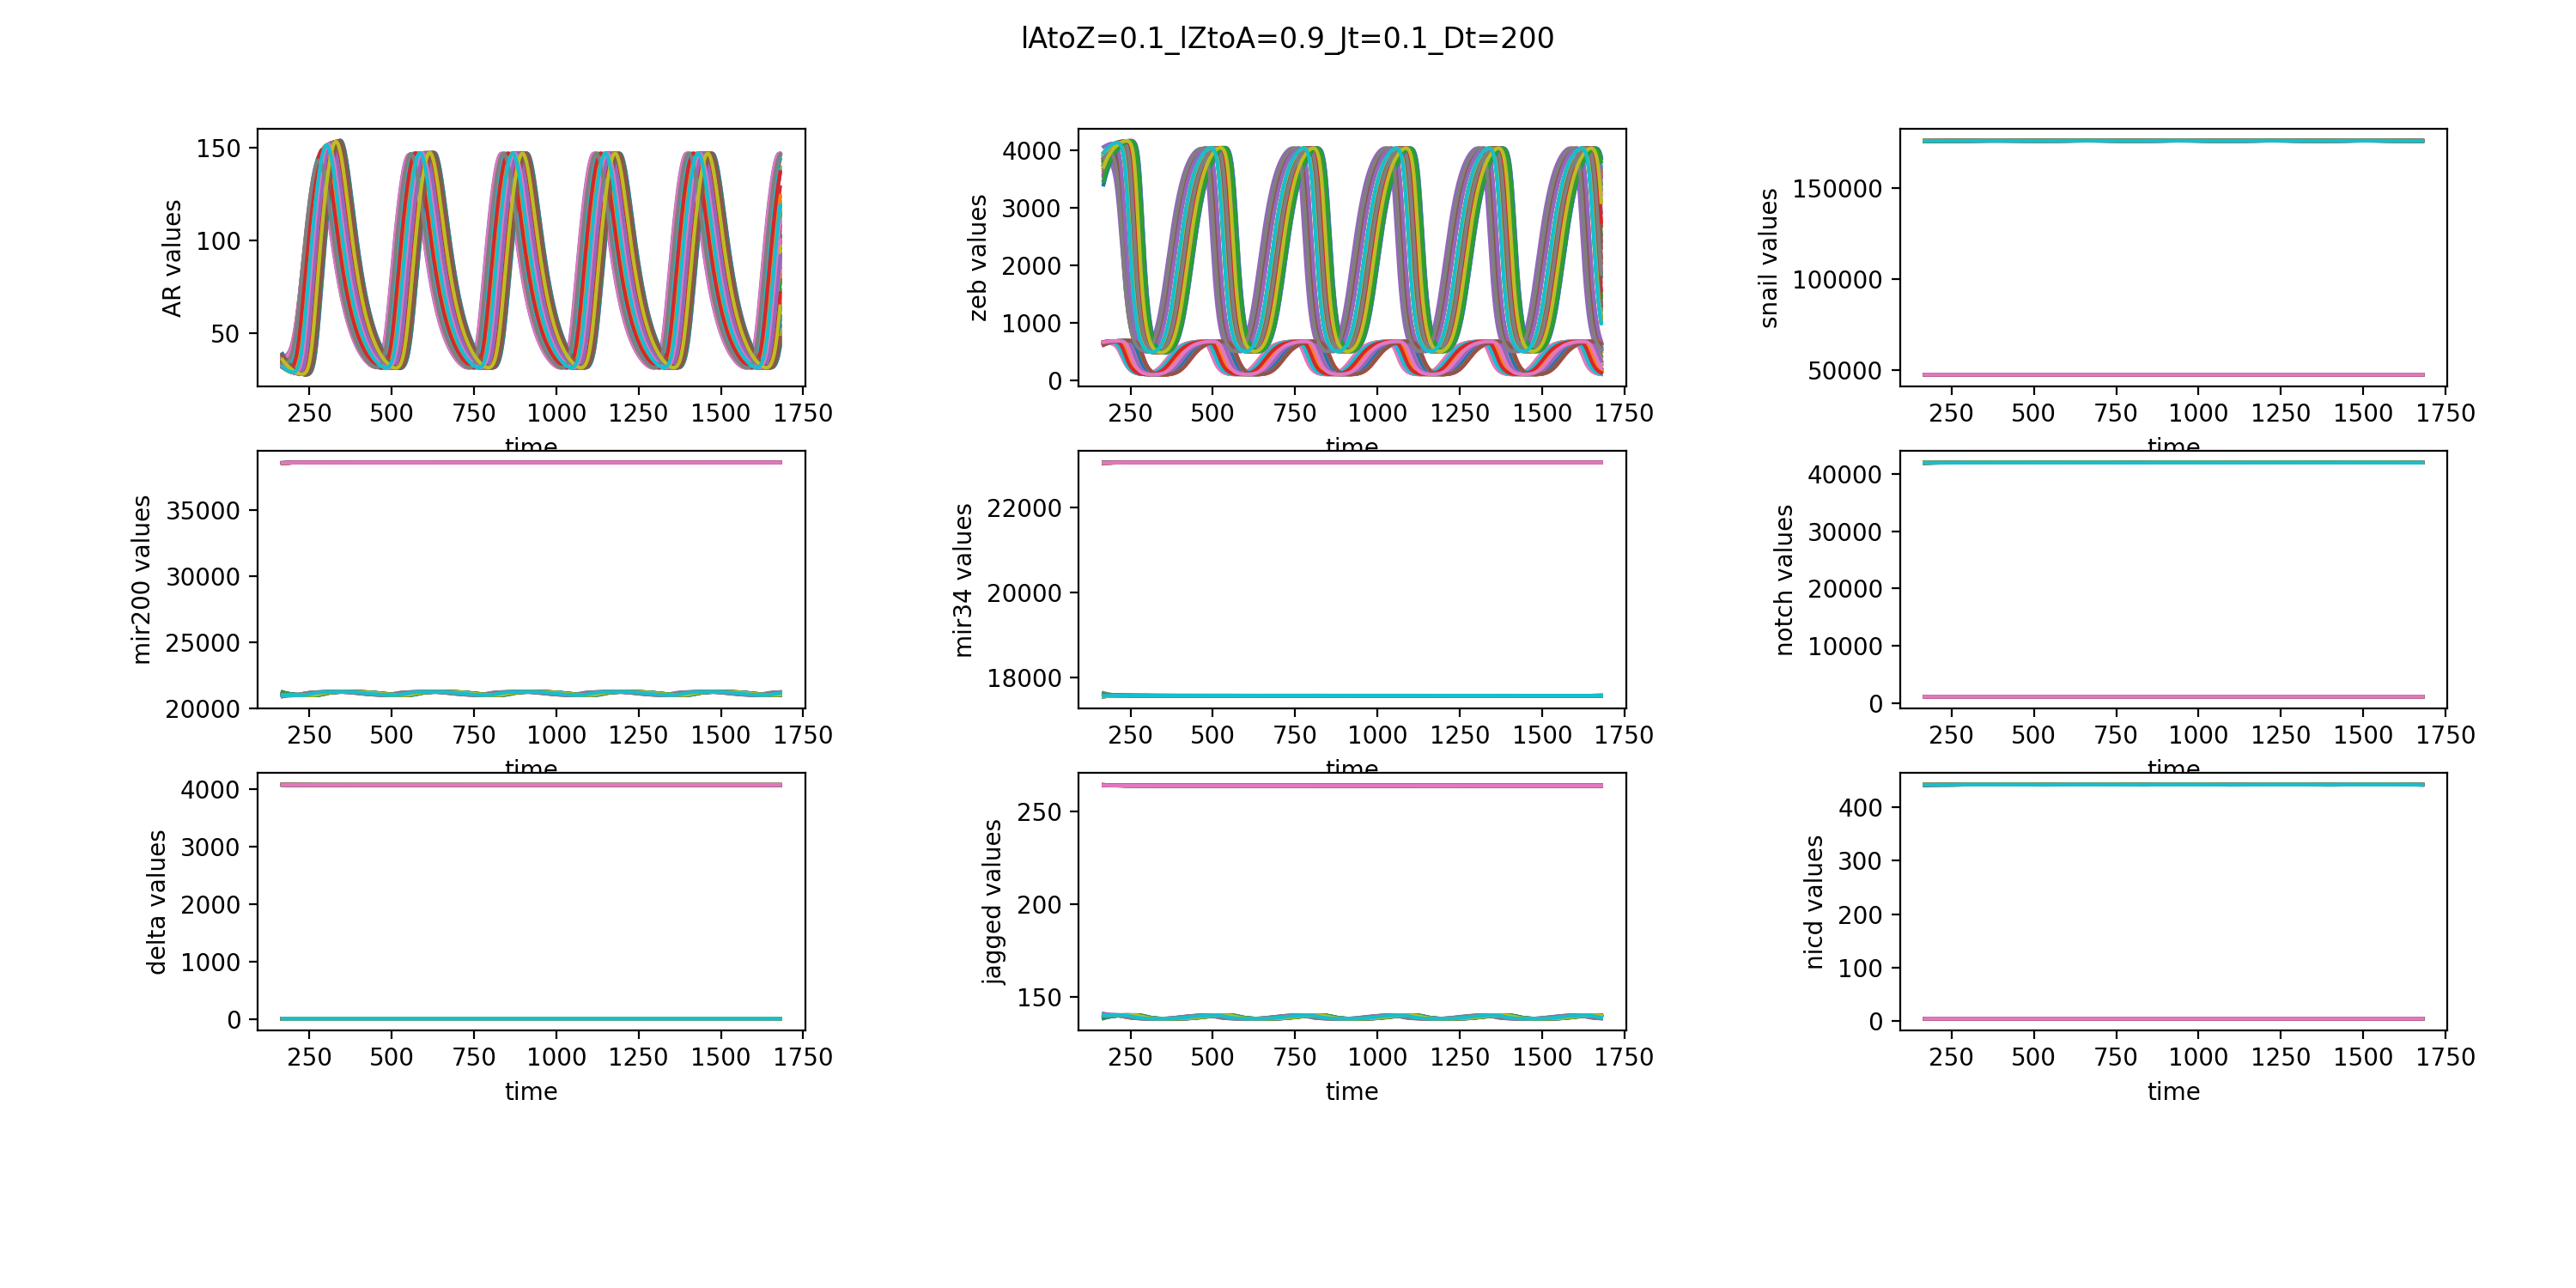 lAtoZ=0.1_lZtoA=0.9_Jt=0.1_Dt=200
AR values
150
100
50
250 500 750 1000 1250 1500 1750
time
zeb values
4000
3000
2000
1000
0
250 500 750 1000 1250 1500 1750
time
snail values
150000
100000
50000
250 500 750 1000 1250 1500 1750
time
mir200 values
35000
30000
25000
20000
250 500 750 1000 1250 1500 1750
time
mir34 values
22000
20000
18000
250 500 750 1000 1250 1500 1750
time
notch values
40000
30000
20000
10000
0
250 500 750 1000 1250 1500 1750
time
delta values
4000
3000
2000
1000
0
250 500 750 1000 1250 1500 1750
time
jagged values
250
200
150
250 500 750 1000 1250 1500 1750
time
nicd values
400
300
200
100
0
250 500 750 1000 1250 1500 1750
time